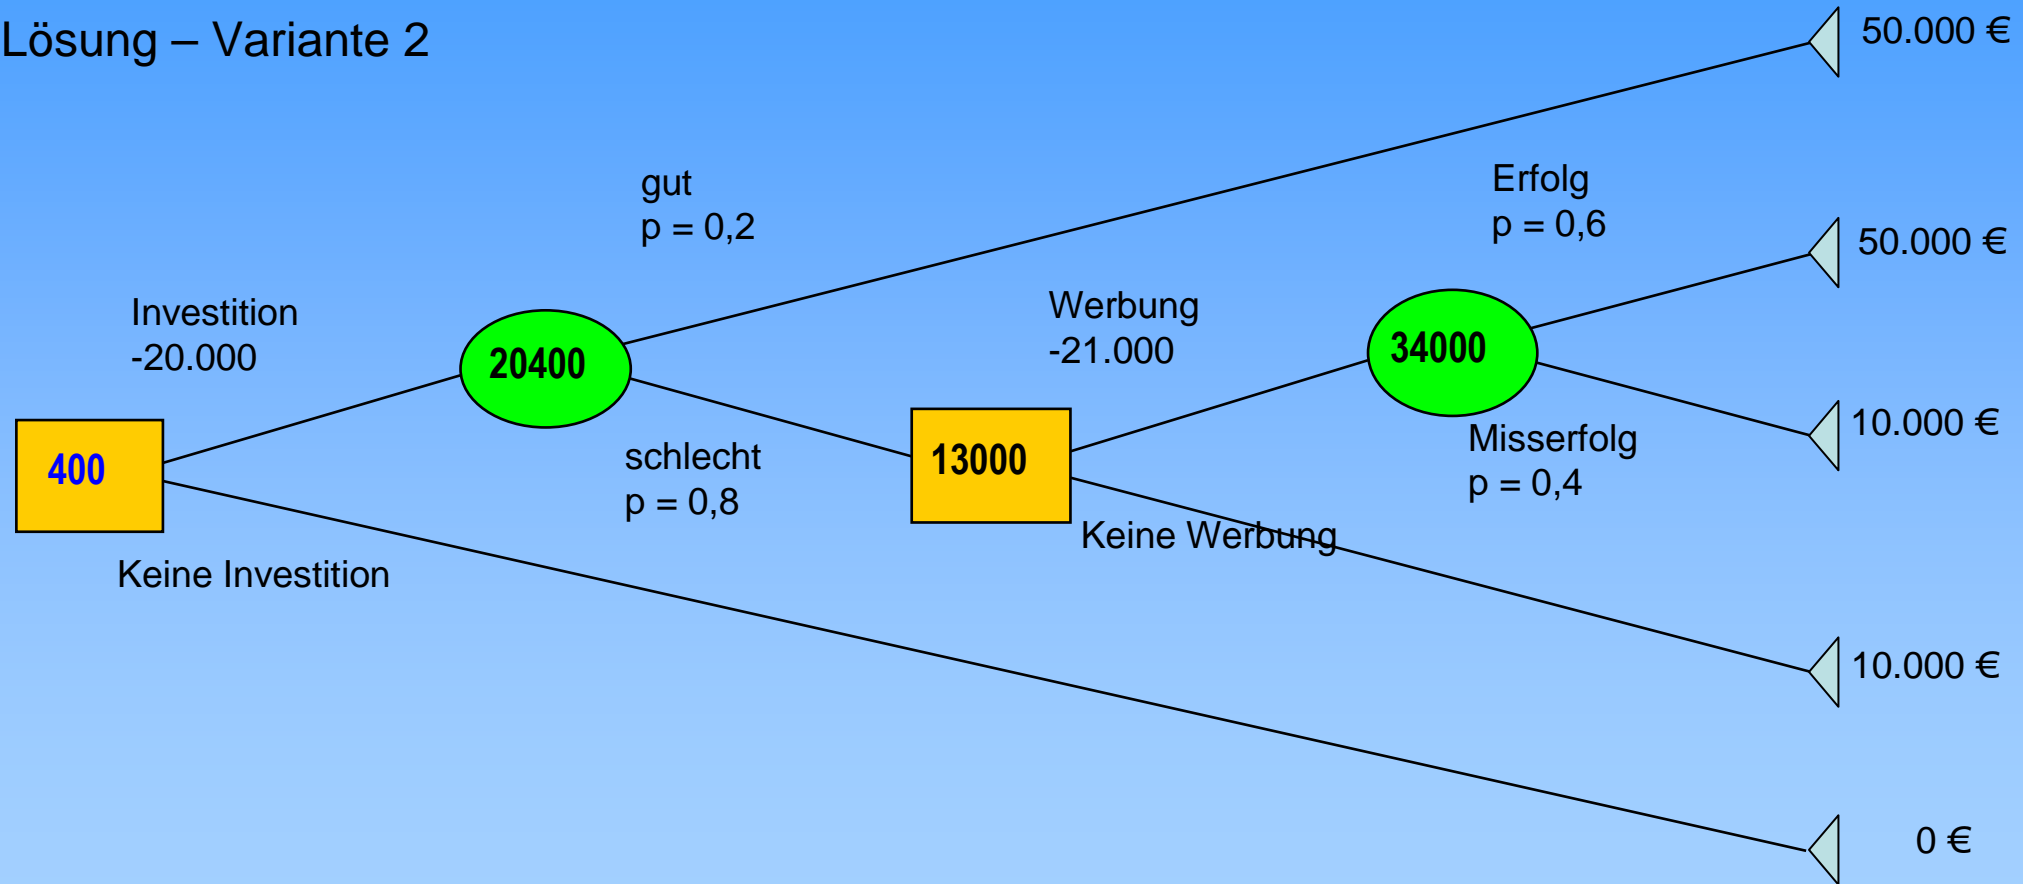 Lösung – Variante 2
50.000 €
gut
p = 0,2
Erfolg
p = 0,6
50.000 €
Investition
-20.000
Werbung
-21.000
20400
34000
10.000 €
400
schlecht
p = 0,8
13000
Misserfolg
p = 0,4
Keine Werbung
Keine Investition
10.000 €
0 €